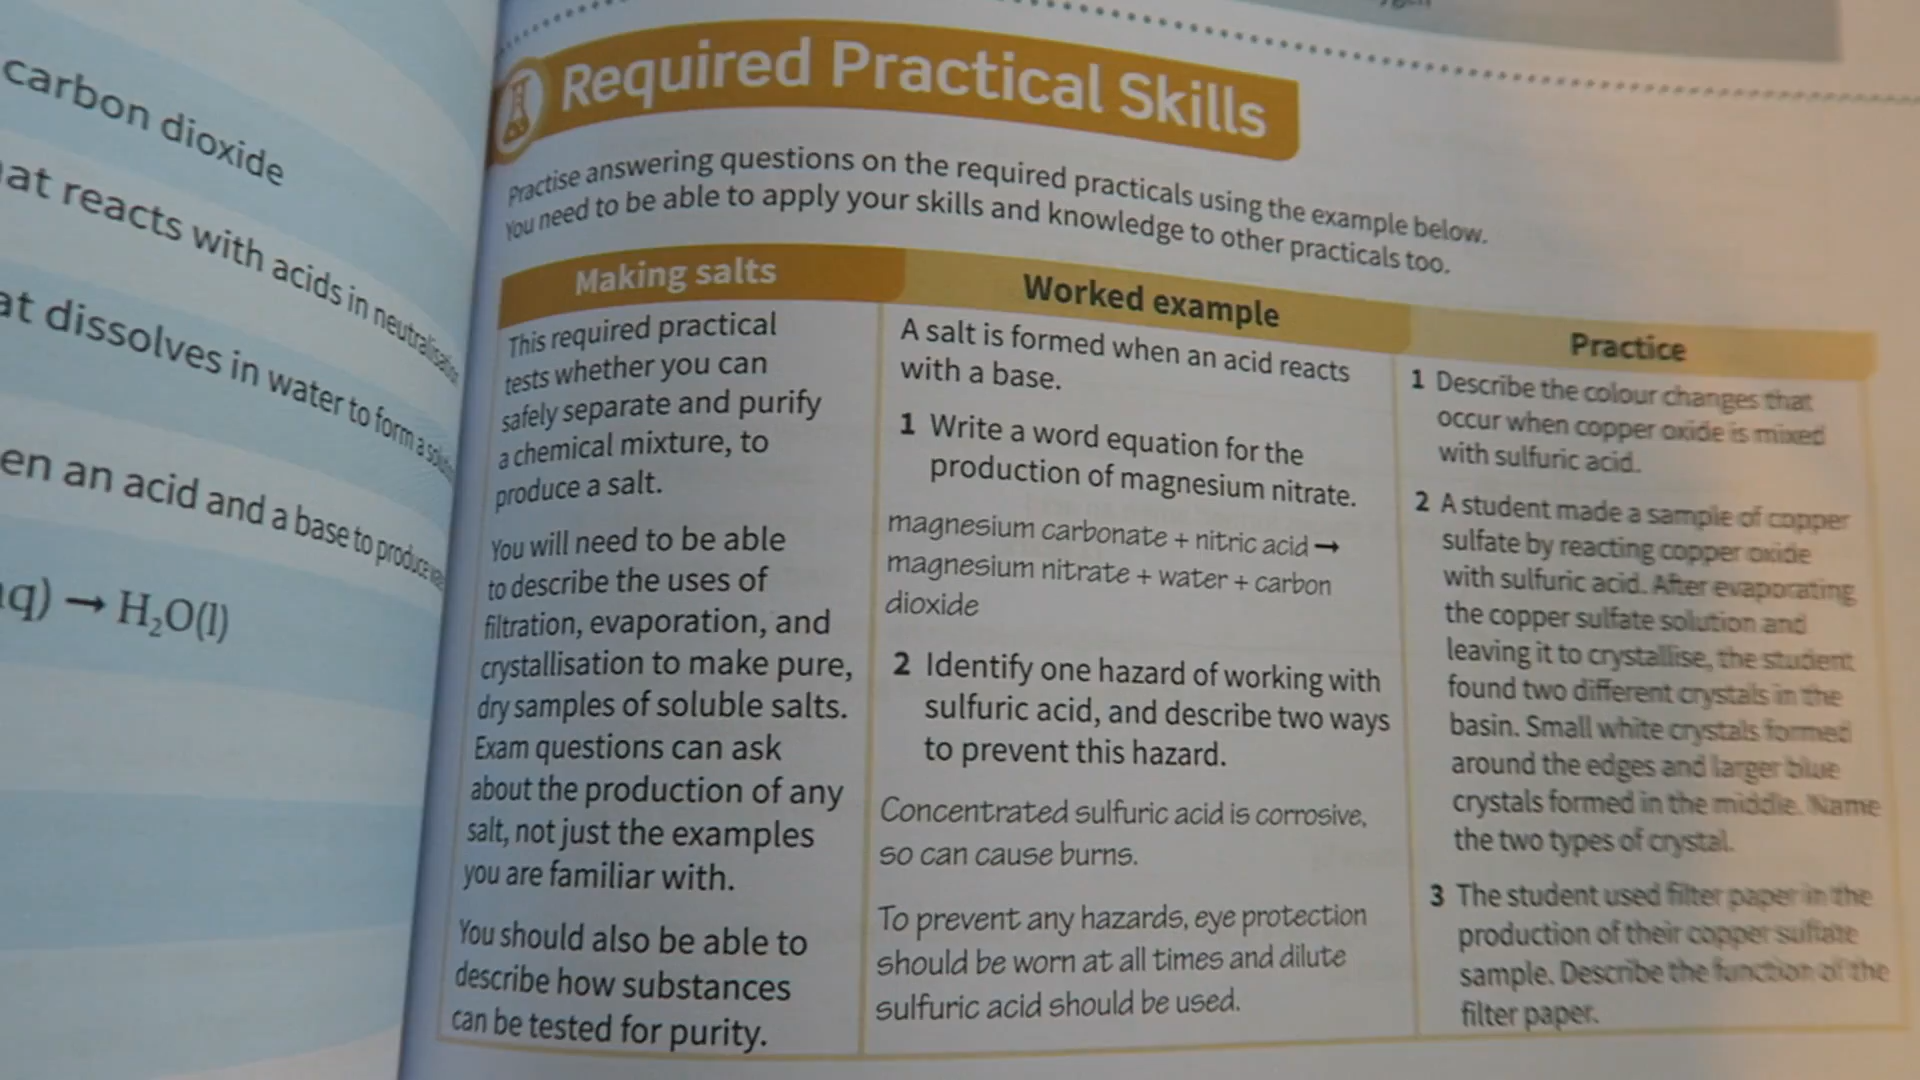 carbon dioxide
at reacts with acids in neutralisation
at dissolves in water to form a
en an acid and a base to produce
q) → H₂O(l)
Required Practical Skills
Practise answering questions on the required practicals using the example below.
You need to be able to apply your skills and knowledge to other practicals too.
Making salts
This required practical
tests whether you can
safely separate and purify
a chemical mixture, to
produce a salt.
You will need to be able
to describe the uses of
filtration, evaporation, and
crystallisation to make pure,
dry samples of soluble salts.
Exam questions can ask
about the production of any
salt, not just the examples
you are familiar with.
You should also be able to
describe how substances
can be tested for purity.
Worked example
A salt is formed when an acid reacts
with a base.
1 Write a word equation for the
production of magnesium nitrate.
magnesium carbonate + nitric acid →
magnesium nitrate + water + carbon
dioxide
2 Identify one hazard of working with
sulfuric acid, and describe two ways
to prevent this hazard.
Concentrated sulfuric acid is corrosive,
so can cause burns.
To prevent any hazards, eye protection
should be worn at all times and dilute
sulfuric acid should be used.
Practice
1 Describe the colour changes that
occur when copper oxide is mixed
with sulfuric acid.
2 A student made a sample of copper
sulfate by reacting copper oxide
with sulfuric acid. After evaporating
the copper sulfate solution and
leaving it to crystallise, the student
found two different crystals in the
basin. Small white crystals formed
around the edges and larger blue
crystals formed in the middle. Name
the two types of crystal.
3 The student used filter paper in the
production of their copper sulfate
sample. Describe the function of the
filter paper.